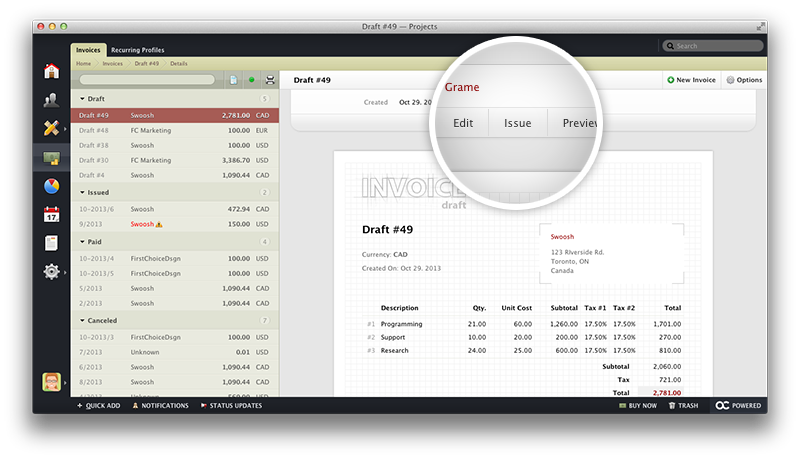 Draft #49 — Projects
Invoices Recurring Profiles
Search
Home Invoices Draft #49 Details
Draft #49
New Invoice Options
Draft 5
Draft #49 Swoosh 2,781.00 CAD
Draft #48 FC Marketing 100.00 EUR
Draft #38 Swoosh 100.00 USD
Draft #30 FC Marketing 3,386.70 USD
Draft #4 Swoosh 1,090.44 CAD
Issued 2
10-2013/6 Swoosh 472.94 CAD
9/2013 Swoosh 150.00 USD
Paid 4
10-2013/5 FirstChoiceDsgn 100.00 USD
10-2013/4 FirstChoiceDsgn 100.00 USD
5/2013 Swoosh 1,090.44 CAD
2/2013 Swoosh 1,090.44 CAD
Canceled 7
10-2013/3 FirstChoiceDsgn 100.00 USD
7/2013 Unknown 0.01 USD
6/2013 Swoosh 1,090.44 CAD
8/2013 Swoosh 1,090.44 CAD
4/2013 Unknown USD
Created Oct 29, 20
Grame
Edit Issue Preview
INVOICE
draft
Draft #49
Currency: CAD
Created On: Oct 29, 2013
Swoosh
123 Riverside Rd.
Toronto, ON
Canada
Description Qty. Unit Cost Subtotal Tax #1 Tax #2 Total
#1 Programming 21.00 60.00 1,260.00 17.50% 17.50% 1,701.00
#2 Support 10.00 20.00 200.00 17.50% 17.50% 270.00
#3 Research 24.00 25.00 600.00 17.50% 17.50% 810.00
Subtotal 2,060.00
Tax 721.00
Total 2,781.00
17
QUICK ADD NOTIFICATIONS STATUS UPDATES
BUY NOW TRASH POWERED